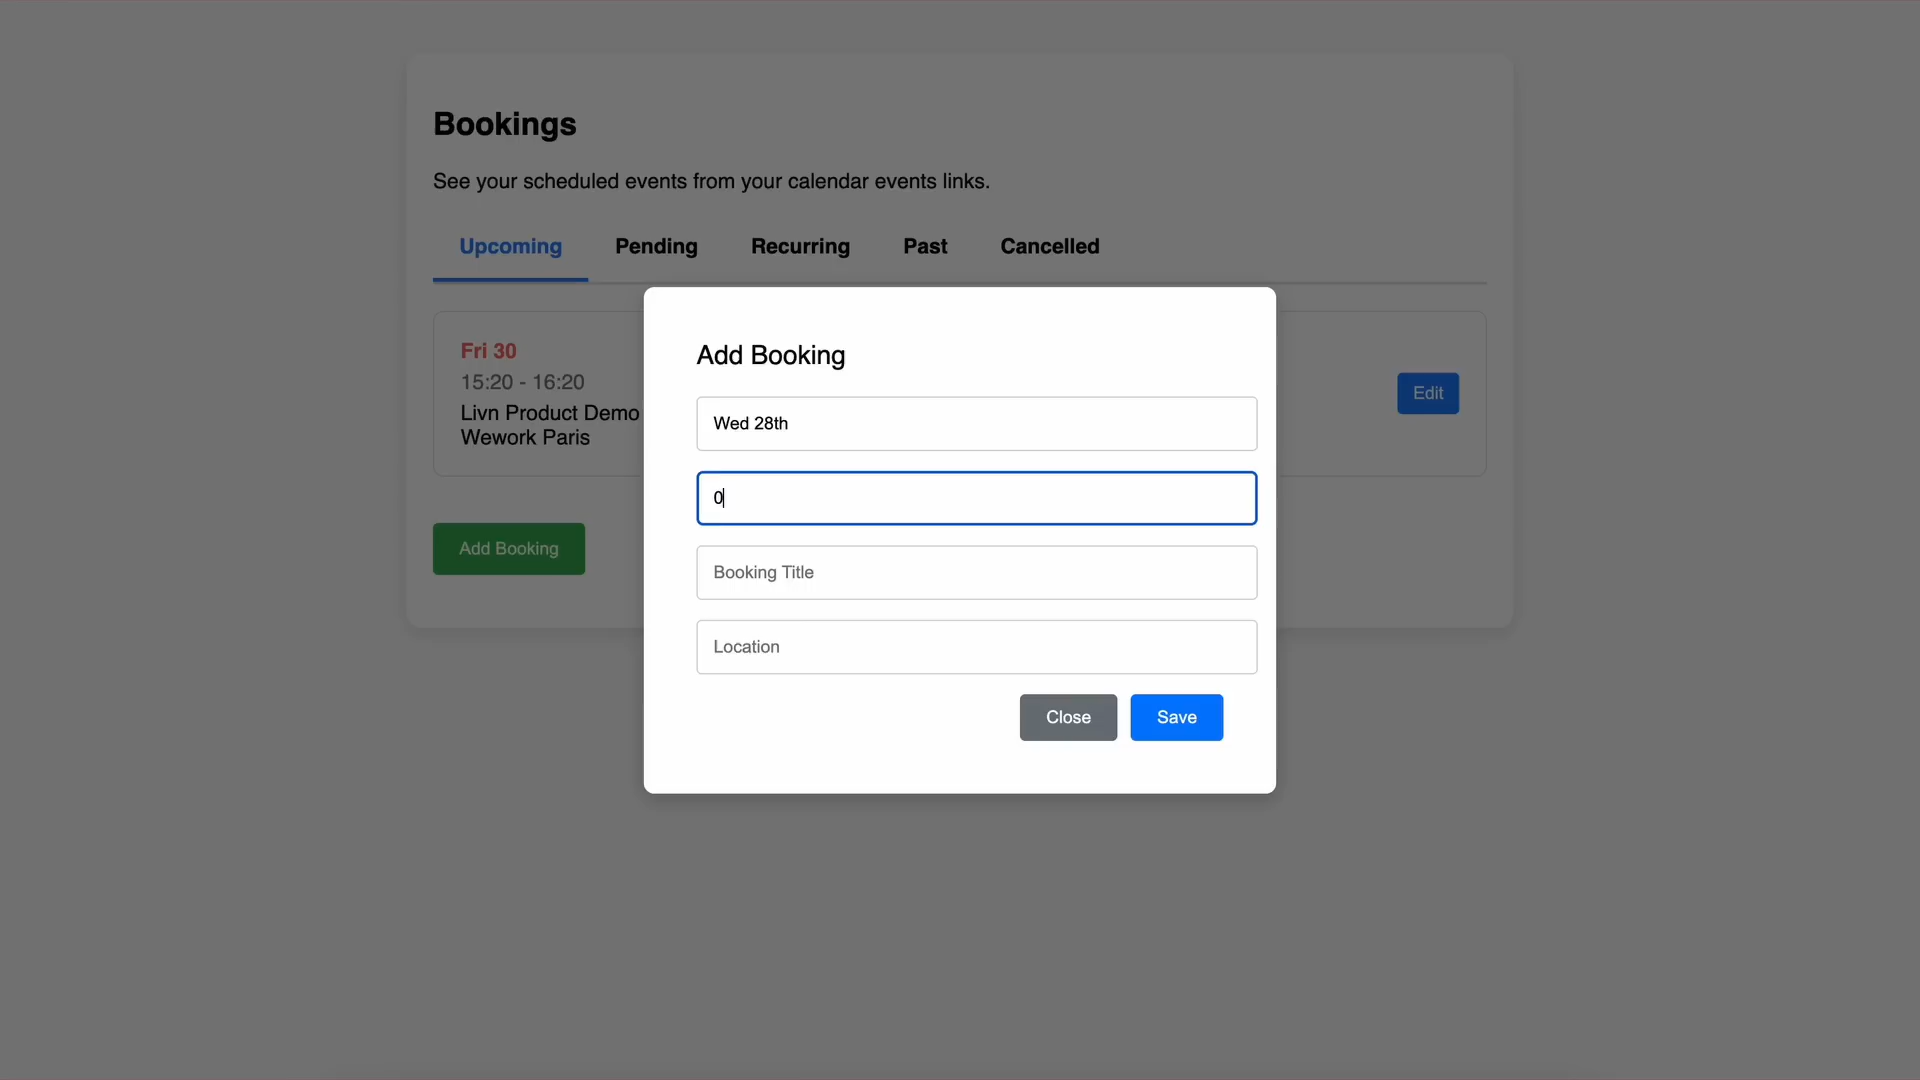 Bookings
See your scheduled events from your calendar events links.
Upcoming
Pending
Recurring
Past
Cancelled
Fri 30
15:20 - 16:20
Livn Product Demo
Wework Paris
Edit
Add Booking
Add Booking
Wed 28th
0
Booking Title
Location
Close
Save